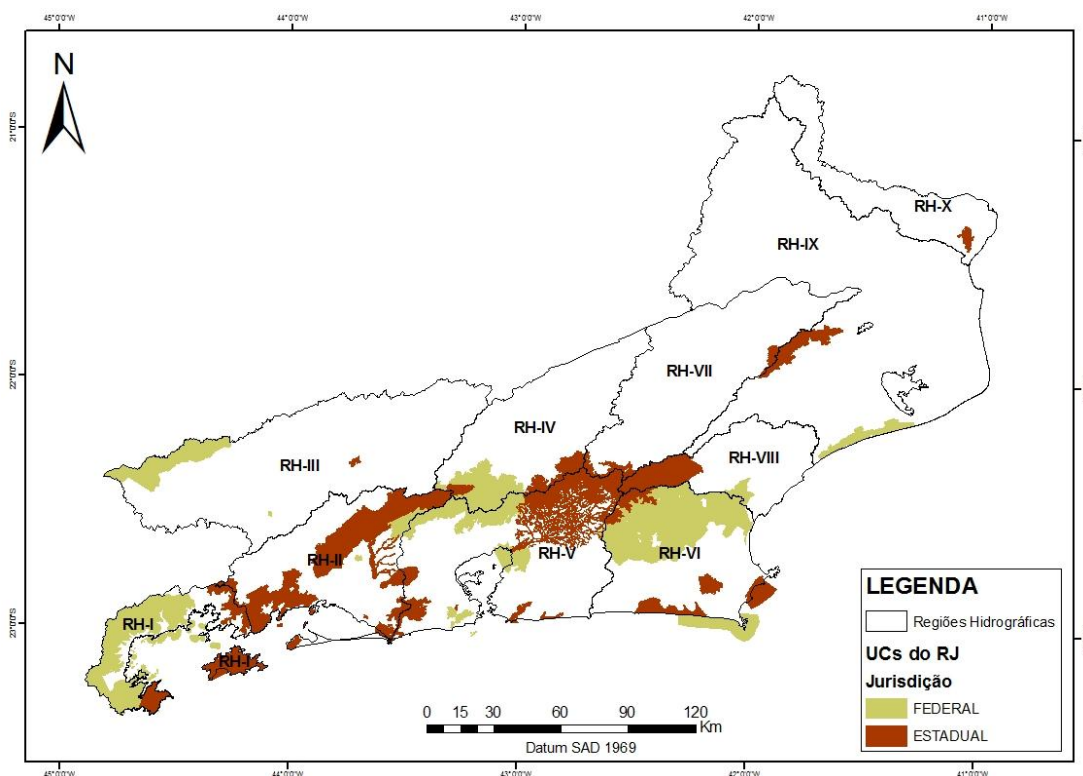 45°0'0"W 44°0'0"W 43°0'0"W 42°0'0"W 41°0'0"W
N
21°0'0"S
RH-X
RH-IX
22°0'0"S
RH-VII
RH-IV
RH-III
RH-VIII
RH-II
RH-V
RH-VI
RH-I
RH-I
LEGENDA
Regiões Hidrográficas
UCs do RJ
Jurisdição
FEDERAL
ESTADUAL
0 15 30 60 90 120
Km
Datum SAD 1969
45°0'0"W 44°0'0"W 43°0'0"W 42°0'0"W 41°0'0"W